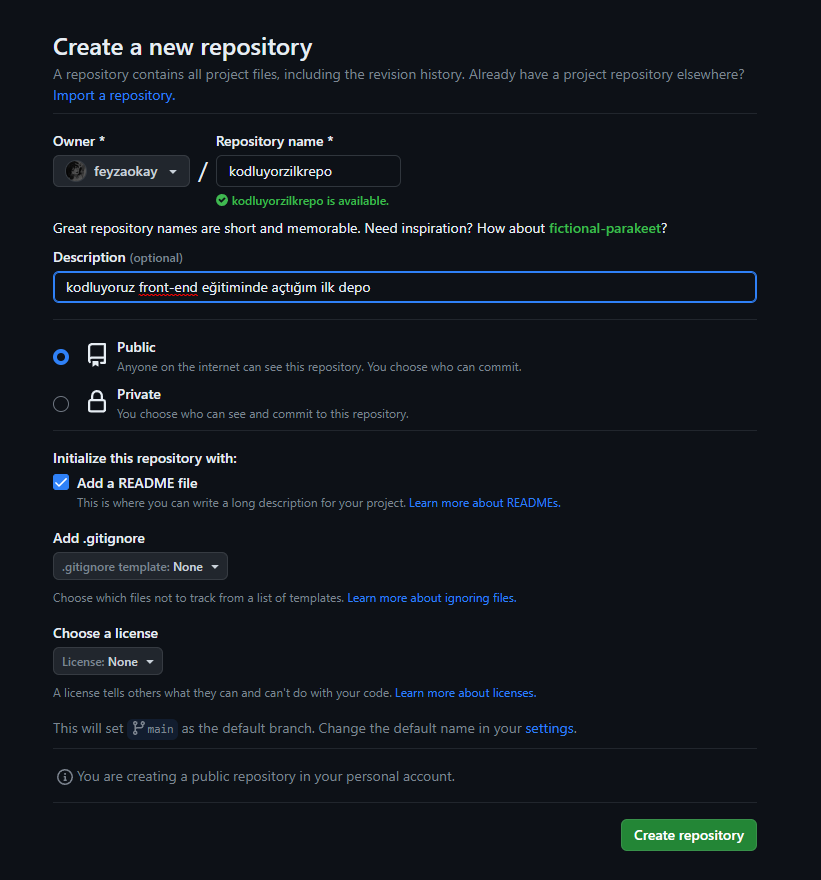 Create a new repository
A repository contains all project files, including the revision history. Already have a project repository elsewhere?
Import a repository.
Owner * Repository name *
feyzaokay / kodluyorzilkrepo
kodluyorzilkrepo is available.
Great repository names are short and memorable. Need inspiration? How about fictional-parakeet?
Description (optional)
kodluyoruz front-end eğitiminde açtığım ilk depo
Public
Anyone on the internet can see this repository. You choose who can commit.
Private
You choose who can see and commit to this repository.
Initialize this repository with:
Add a README file
This is where you can write a long description for your project. Learn more about READMEs.
Add .gitignore
.gitignore template: None
Choose which files not to track from a list of templates. Learn more about ignoring files.
Choose a license
License: None
A license tells others what they can and can't do with your code. Learn more about licenses.
This will set main as the default branch. Change the default name in your settings.
You are creating a public repository in your personal account.
Create repository